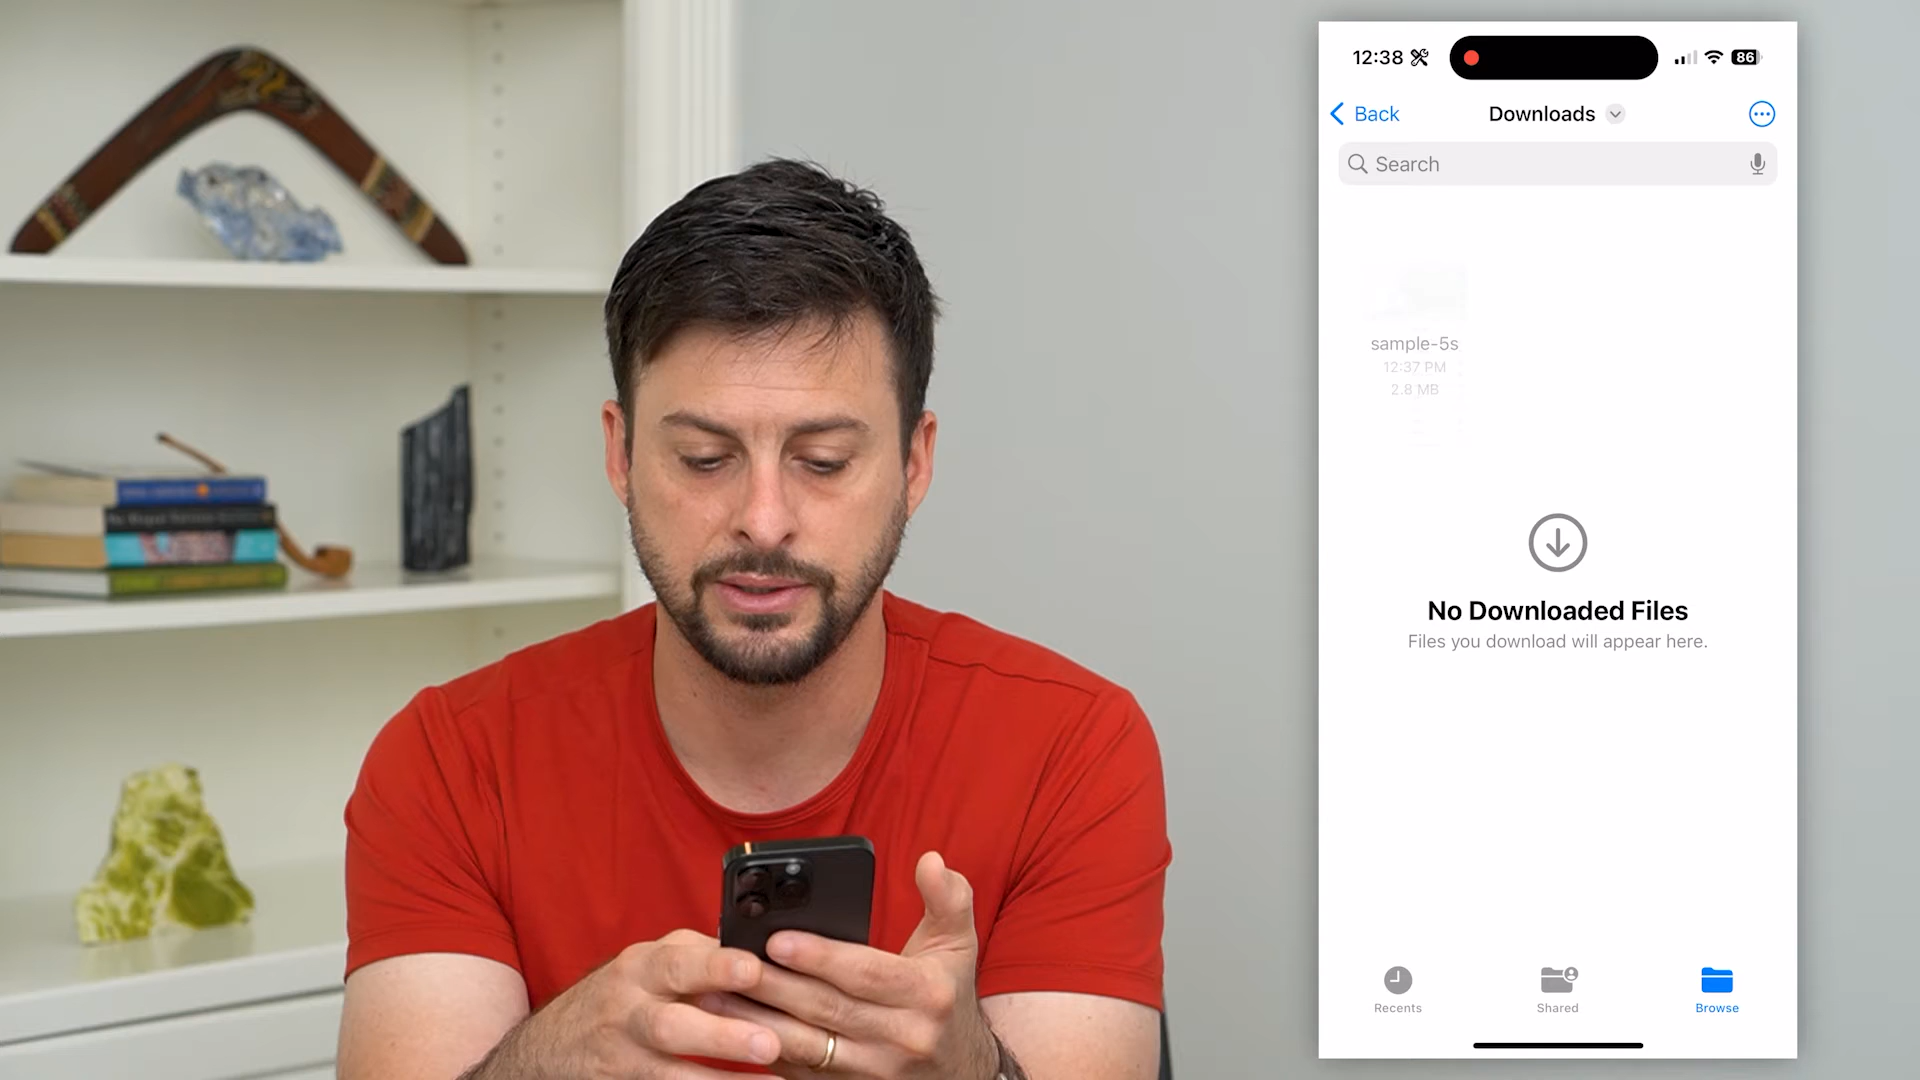 12:38
86
Back
Downloads
Search
sample-5s
12:37 PM
2.8 MB
No Downloaded Files
Files you download will appear here.
Recents
Shared
Browse